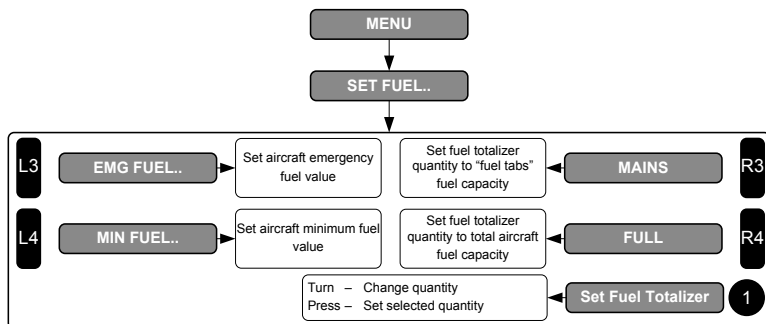 MENU
SET FUEL..
L3
EMG FUEL..
Set aircraft emergency
fuel value
Set fuel totalizer
quantity to “fuel tabs”
fuel capacity
MAINS
R3
L4
MIN FUEL..
Set aircraft minimum fuel
value
Set fuel totalizer
quantity to total aircraft
fuel capacity
FULL
R4
Turn – Change quantity
Press – Set selected quantity
Set Fuel Totalizer
1